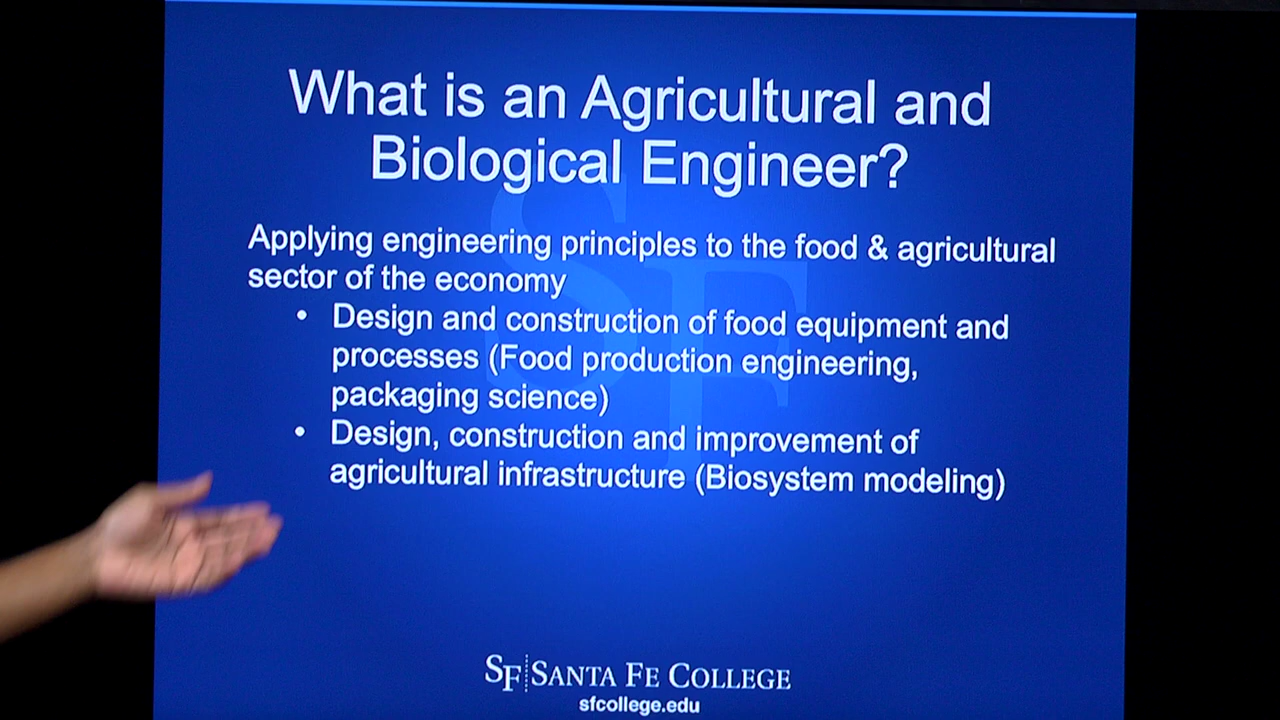 What is an Agricultural and
Biological Engineer?
Applying engineering principles to the food & agricultural
sector of the economy
• Design and construction of food equipment and
processes (Food production engineering,
packaging science)
• Design, construction and improvement of
agricultural infrastructure (Biosystem modeling)
SF SANTA FE COLLEGE
sfcollege.edu